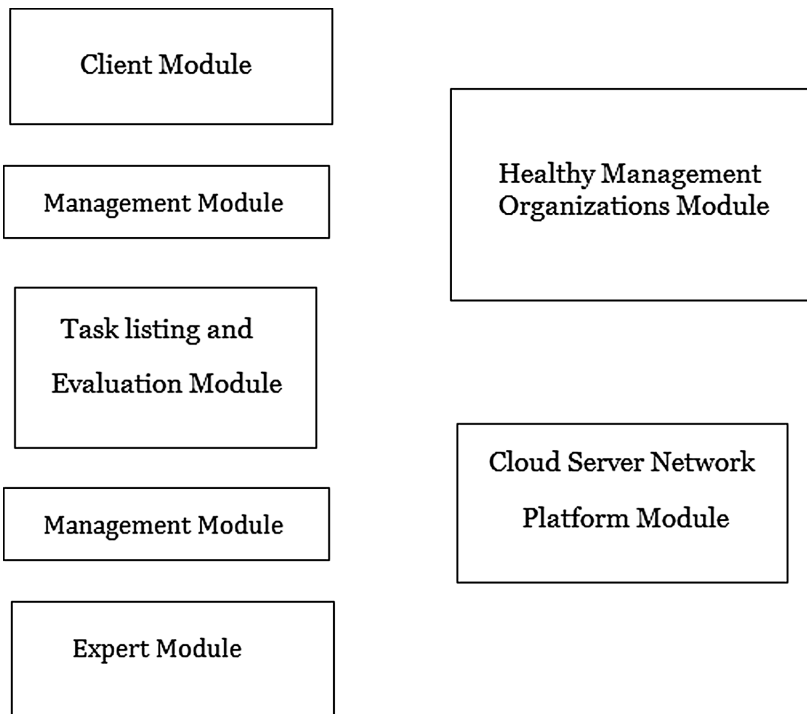 Client Module
Management Module
Task listing and
Evaluation Module
Management Module
Expert Module
Healthy Management
Organizations Module
Cloud Server Network
Platform Module